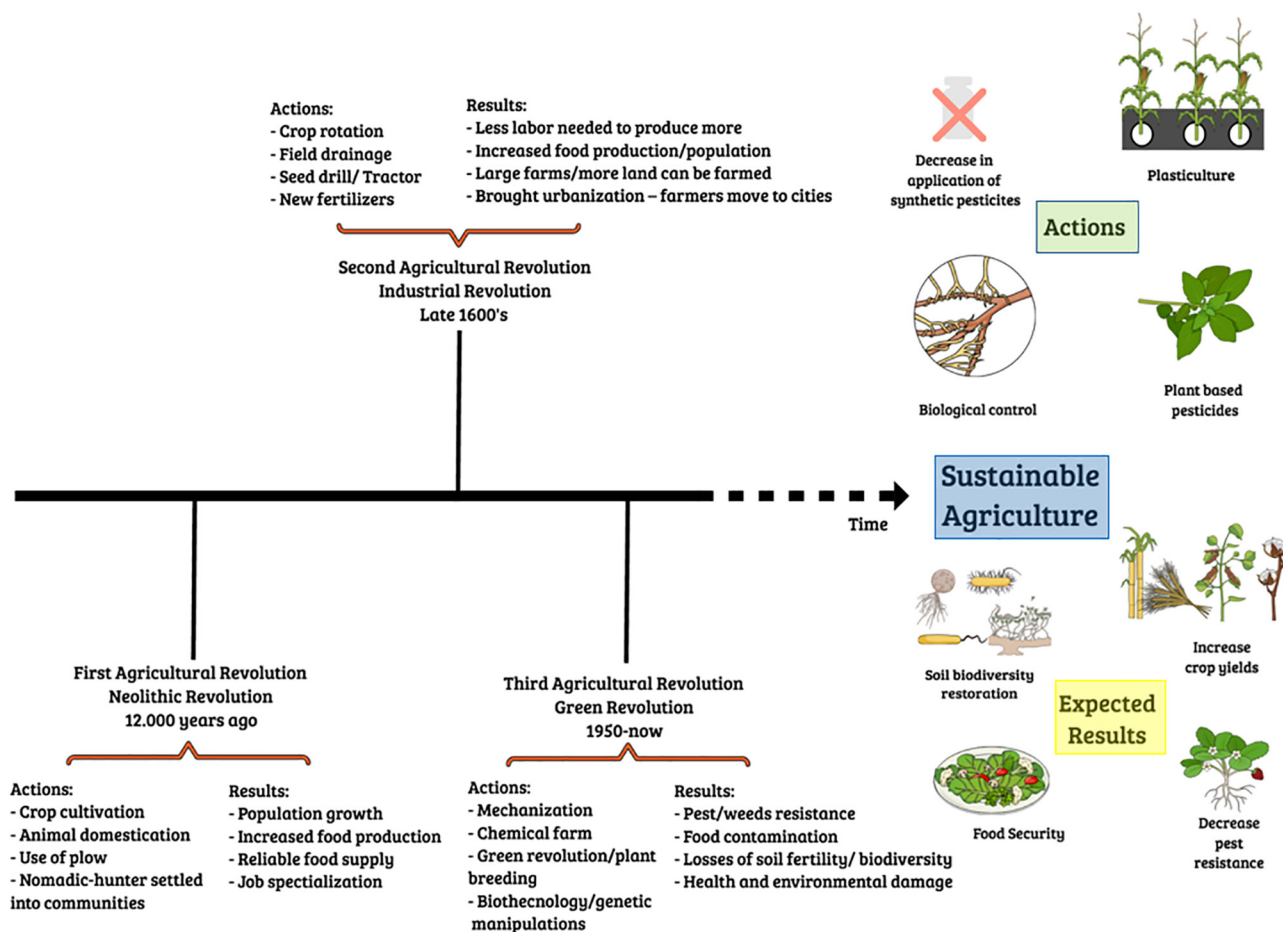 Actions:
- Crop rotation
- Field drainage
- Seed drill/ Tractor
- New fertilizers
Results:
- Less labor needed to produce more
- Increased food production/population
- Large farms/more land can be farmed
- Brought urbanization – farmers move to cities
Second Agricultural Revolution
Industrial Revolution
Late 1600's
Decrease in
application of
synthetic pesticites
Plasticulture
Actions
Biological control
Plant based
pesticides
Time
Sustainable
Agriculture
First Agricultural Revolution
Neolithic Revolution
12.000 years ago
Actions:
- Crop cultivation
- Animal domestication
- Use of plow
- Nomadic-hunter settled
into communities
Results:
- Population growth
- Increased food production
- Reliable food supply
- Job spectialization
Third Agricultural Revolution
Green Revolution
1950-now
Actions:
- Mechanization
- Chemical farm
- Green revolution/plant
breeding
- Biothecnology/genetic
manipulations
Results:
- Pest/weeds resistance
- Food contamination
- Losses of soil fertility/ biodiversity
- Health and environmental damage
Soil biodiversity
restoration
Increase
crop yields
Expected
Results
Food Security
Decrease
pest
resistance